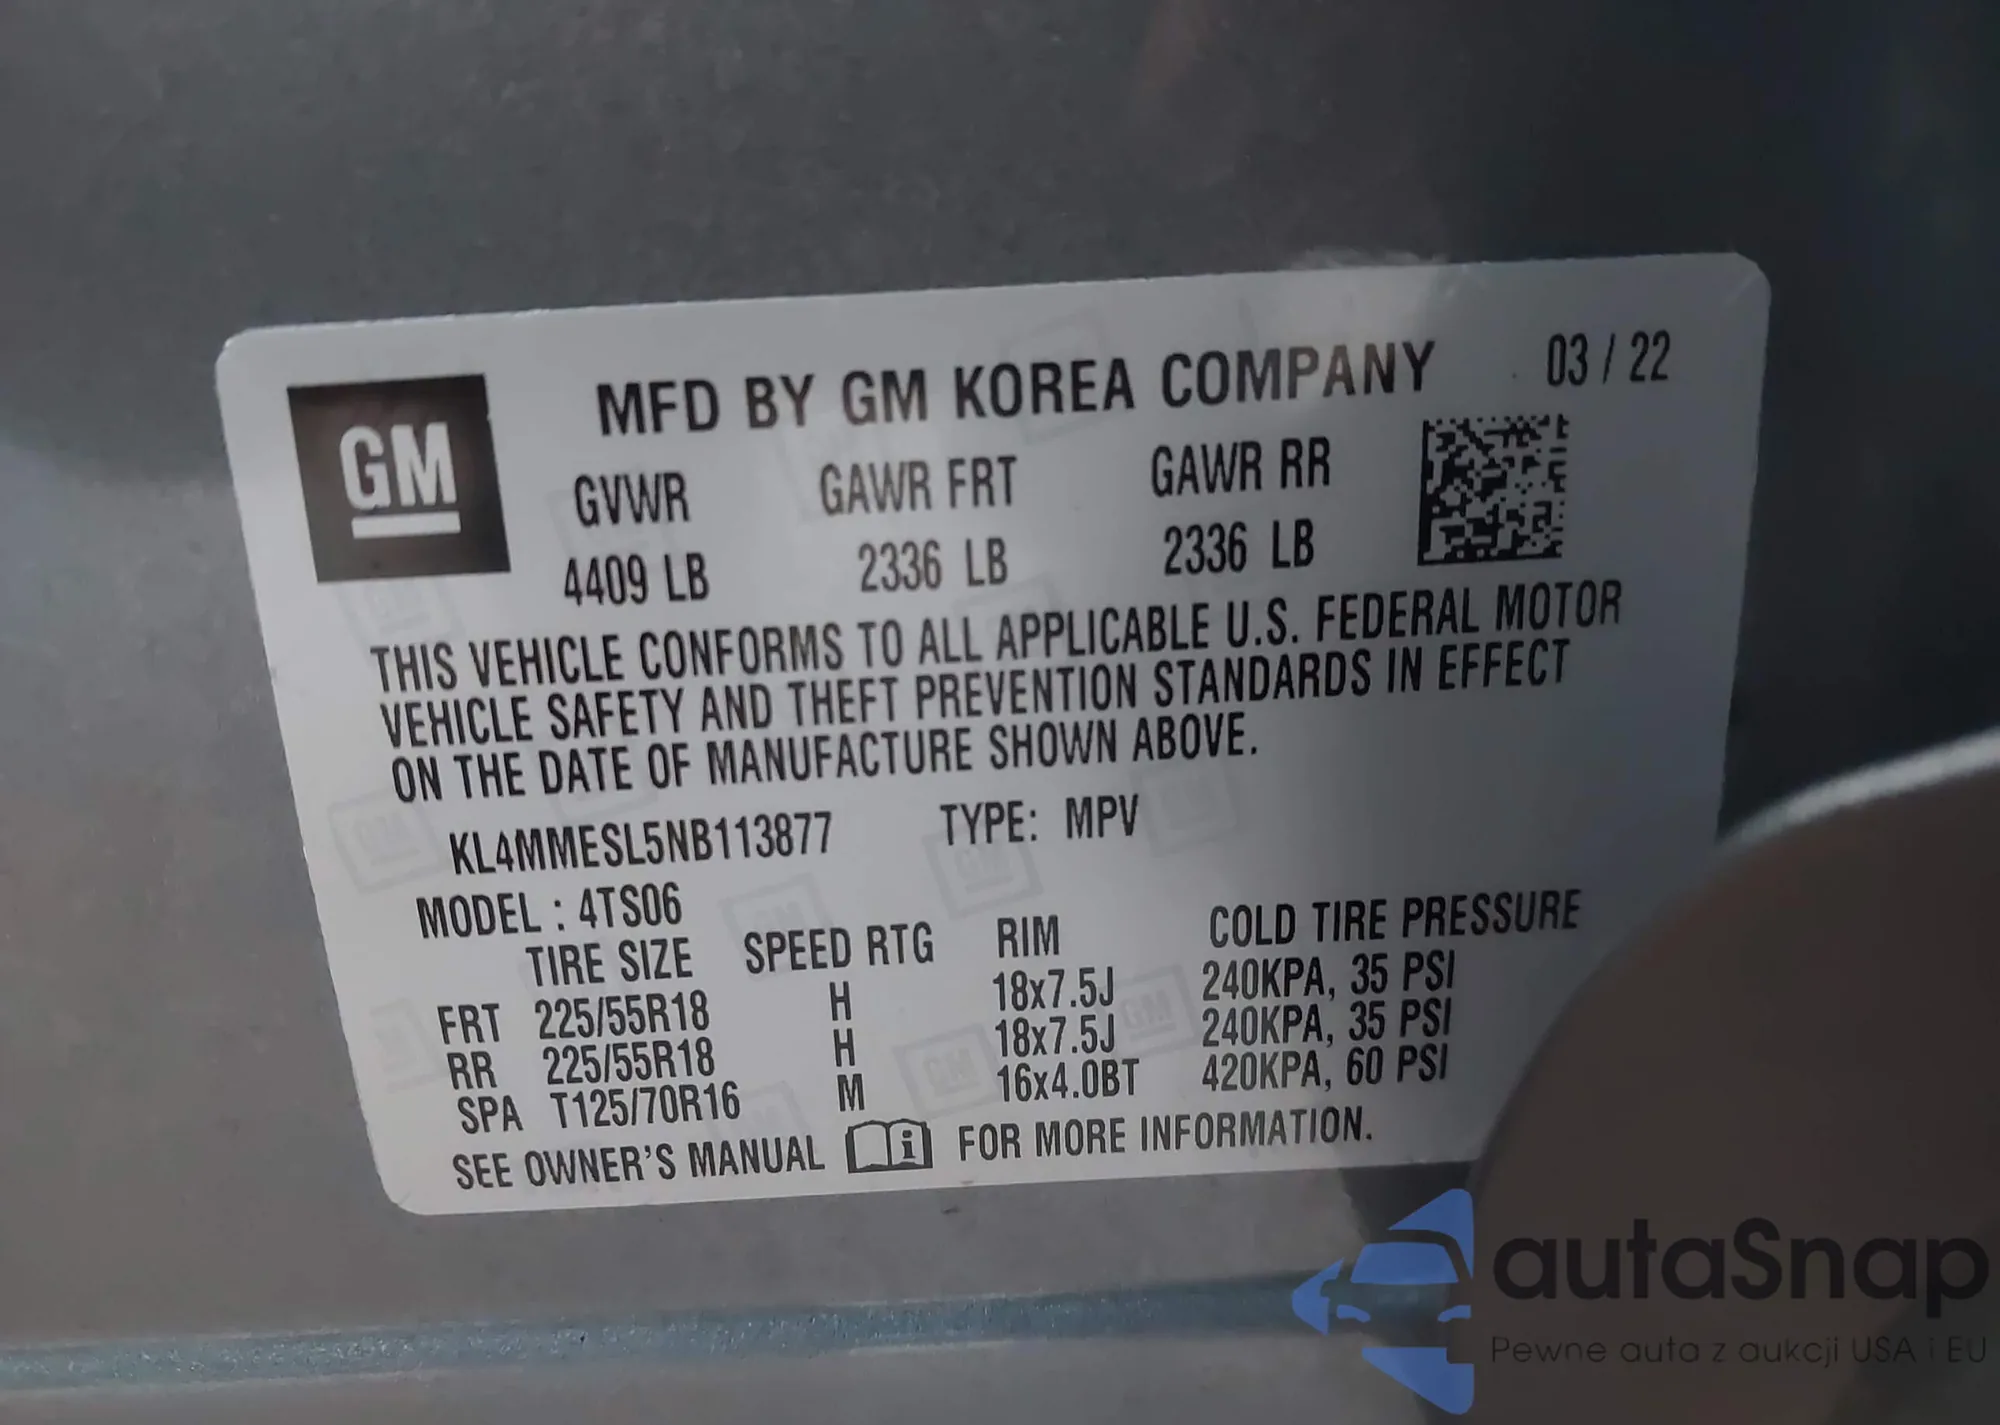 GM
MFD BY GM KOREA COMPANY 03 / 22
GVWR GAWR FRT GAWR RR
4409 LB 2336 LB 2336 LB
THIS VEHICLE CONFORMS TO ALL APPLICABLE U.S. FEDERAL MOTOR
VEHICLE SAFETY AND THEFT PREVENTION STANDARDS IN EFFECT
ON THE DATE OF MANUFACTURE SHOWN ABOVE.
KL4MMESL5NB113877 TYPE: MPV
MODEL : 4TS06
TIRE SIZE SPEED RTG RIM COLD TIRE PRESSURE
FRT 225/55R18 H 18x7.5J 240KPA, 35 PSI
RR 225/55R18 H 18x7.5J 240KPA, 35 PSI
SPA T125/70R16 M 16x4.0BT 420KPA, 60 PSI
SEE OWNER'S MANUAL i FOR MORE INFORMATION.
autaSnap
Pewne auta z aukcji USA i EU